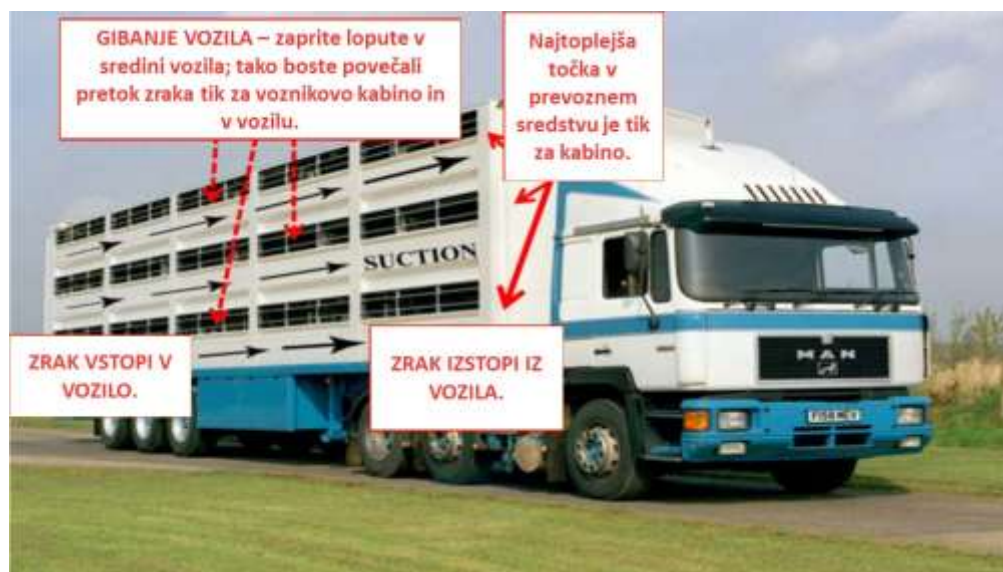 GIBANJE VOZILA – zaprite lopute v
sredini vozila; tako boste povečali
pretok zraka tik za voznikovo kabino in
v vozilu.
Najtoplejša
točka v
prevoznem
sredstvu je tik
za kabino.
SUCTION
ZRAK VSTOPI V
VOZILO.
ZRAK IZSTOPI IZ
VOZILA.
MAN